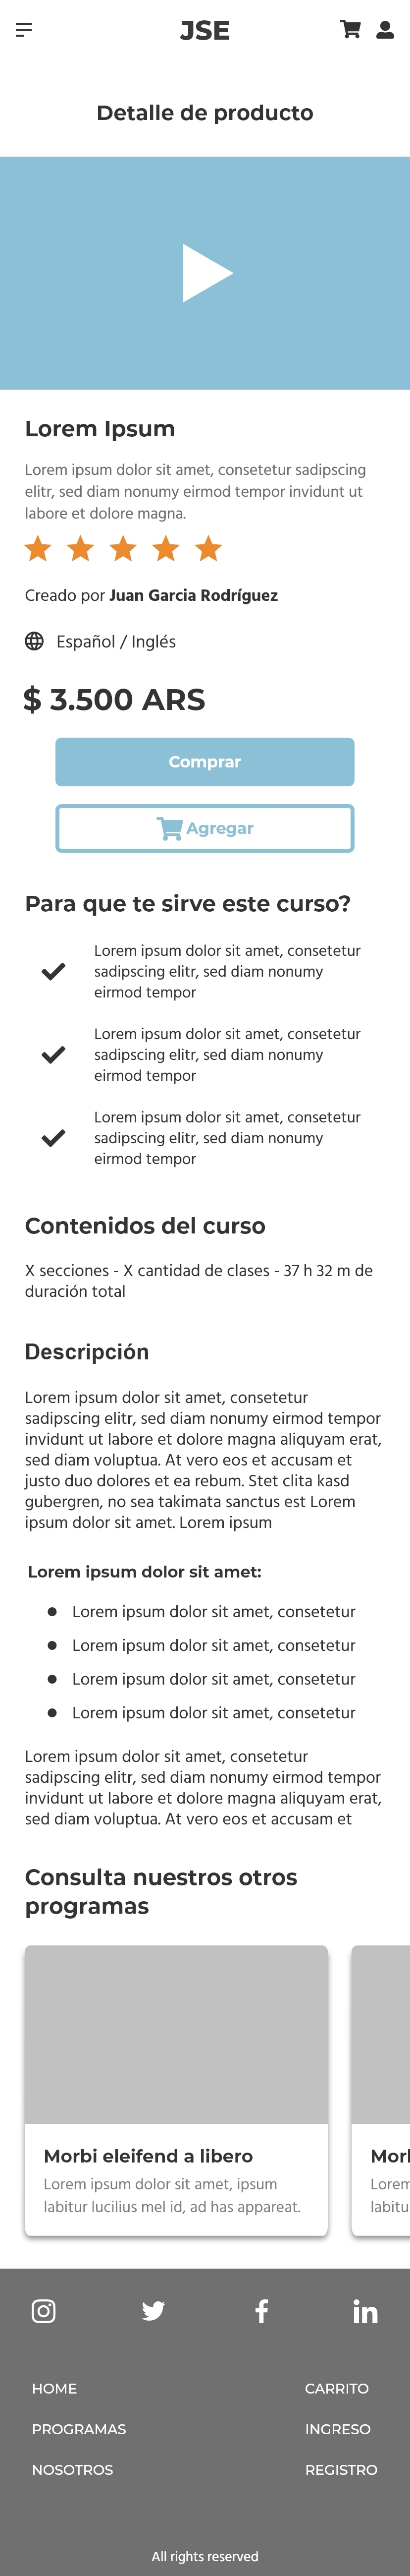 JSE
Detalle de producto
Lorem Ipsum
Lorem ipsum dolor sit amet, consetetur sadipscing
elitr, sed diam nonumy eirmod tempor invidunt ut
labore et dolore magna.
Creado por Juan Garcia Rodríguez
Español / Inglés
$ 3.500 ARS
Comprar
Agregar
Para que te sirve este curso?
Lorem ipsum dolor sit amet, consetetur
sadipscing elitr, sed diam nonumy
eirmod tempor
Lorem ipsum dolor sit amet, consetetur
sadipscing elitr, sed diam nonumy
eirmod tempor
Lorem ipsum dolor sit amet, consetetur
sadipscing elitr, sed diam nonumy
eirmod tempor
Contenidos del curso
X secciones - X cantidad de clases - 37 h 32 m de
duración total
Descripción
Lorem ipsum dolor sit amet, consetetur
sadipscing elitr, sed diam nonumy eirmod tempor
invidunt ut labore et dolore magna aliquyam erat,
sed diam voluptua. At vero eos et accusam et
justo duo dolores et ea rebum. Stet clita kasd
gubergren, no sea takimata sanctus est Lorem
ipsum dolor sit amet. Lorem ipsum
Lorem ipsum dolor sit amet:
Lorem ipsum dolor sit amet, consetetur
Lorem ipsum dolor sit amet, consetetur
Lorem ipsum dolor sit amet, consetetur
Lorem ipsum dolor sit amet, consetetur
Lorem ipsum dolor sit amet, consetetur
sadipscing elitr, sed diam nonumy eirmod tempor
invidunt ut labore et dolore magna aliquyam erat,
sed diam voluptua. At vero eos et accusam et
Consulta nuestros otros
programas
Morbi eleifend a libero
Lorem ipsum dolor sit amet, ipsum
labitur lucilius mel id, ad has appareat.
Lorem
labitu
HOME
PROGRAMAS
NOSOTROS
CARRITO
INGRESO
REGISTRO
All rights reserved